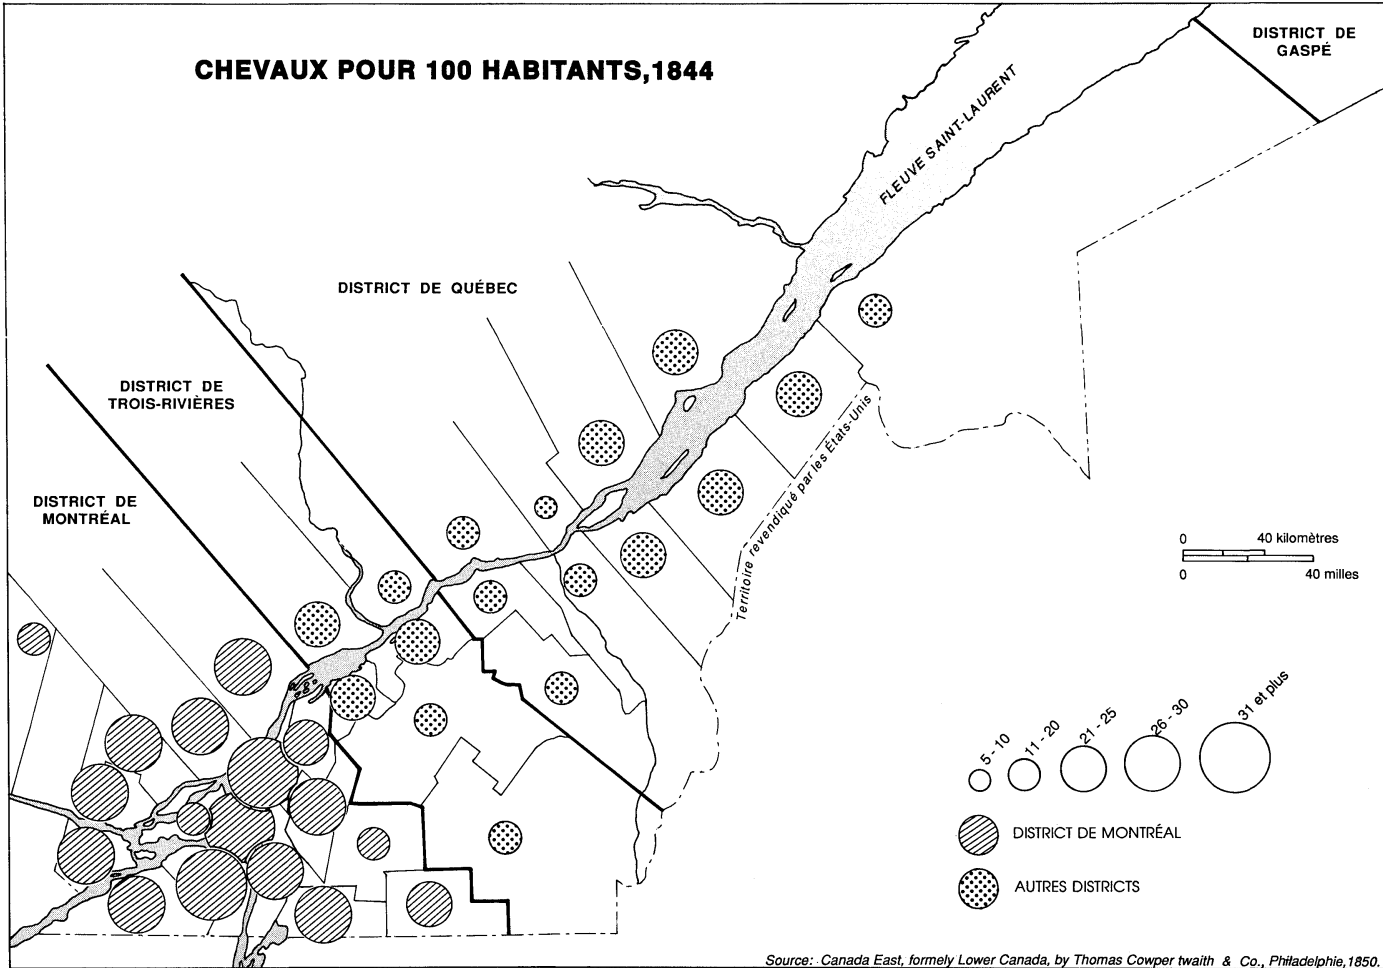 CHEVAUX POUR 100 HABITANTS,1844
DISTRICT DE
GASPÉ
FLEUVE SAINT-LAURENT
DISTRICT DE QUÉBEC
DISTRICT DE
TROIS-RIVIÈRES
DISTRICT DE
MONTRÉAL
Territoire revendiqué par les États-Unis
0 40 kilomètres
0 40 milles
5 - 10
11 - 20
21 - 25
26 - 30
31 et plus
DISTRICT DE MONTRÉAL
AUTRES DISTRICTS
Source: Canada East, formely Lower Canada, by Thomas Cowper twaith & Co., Philadelphie,1850.